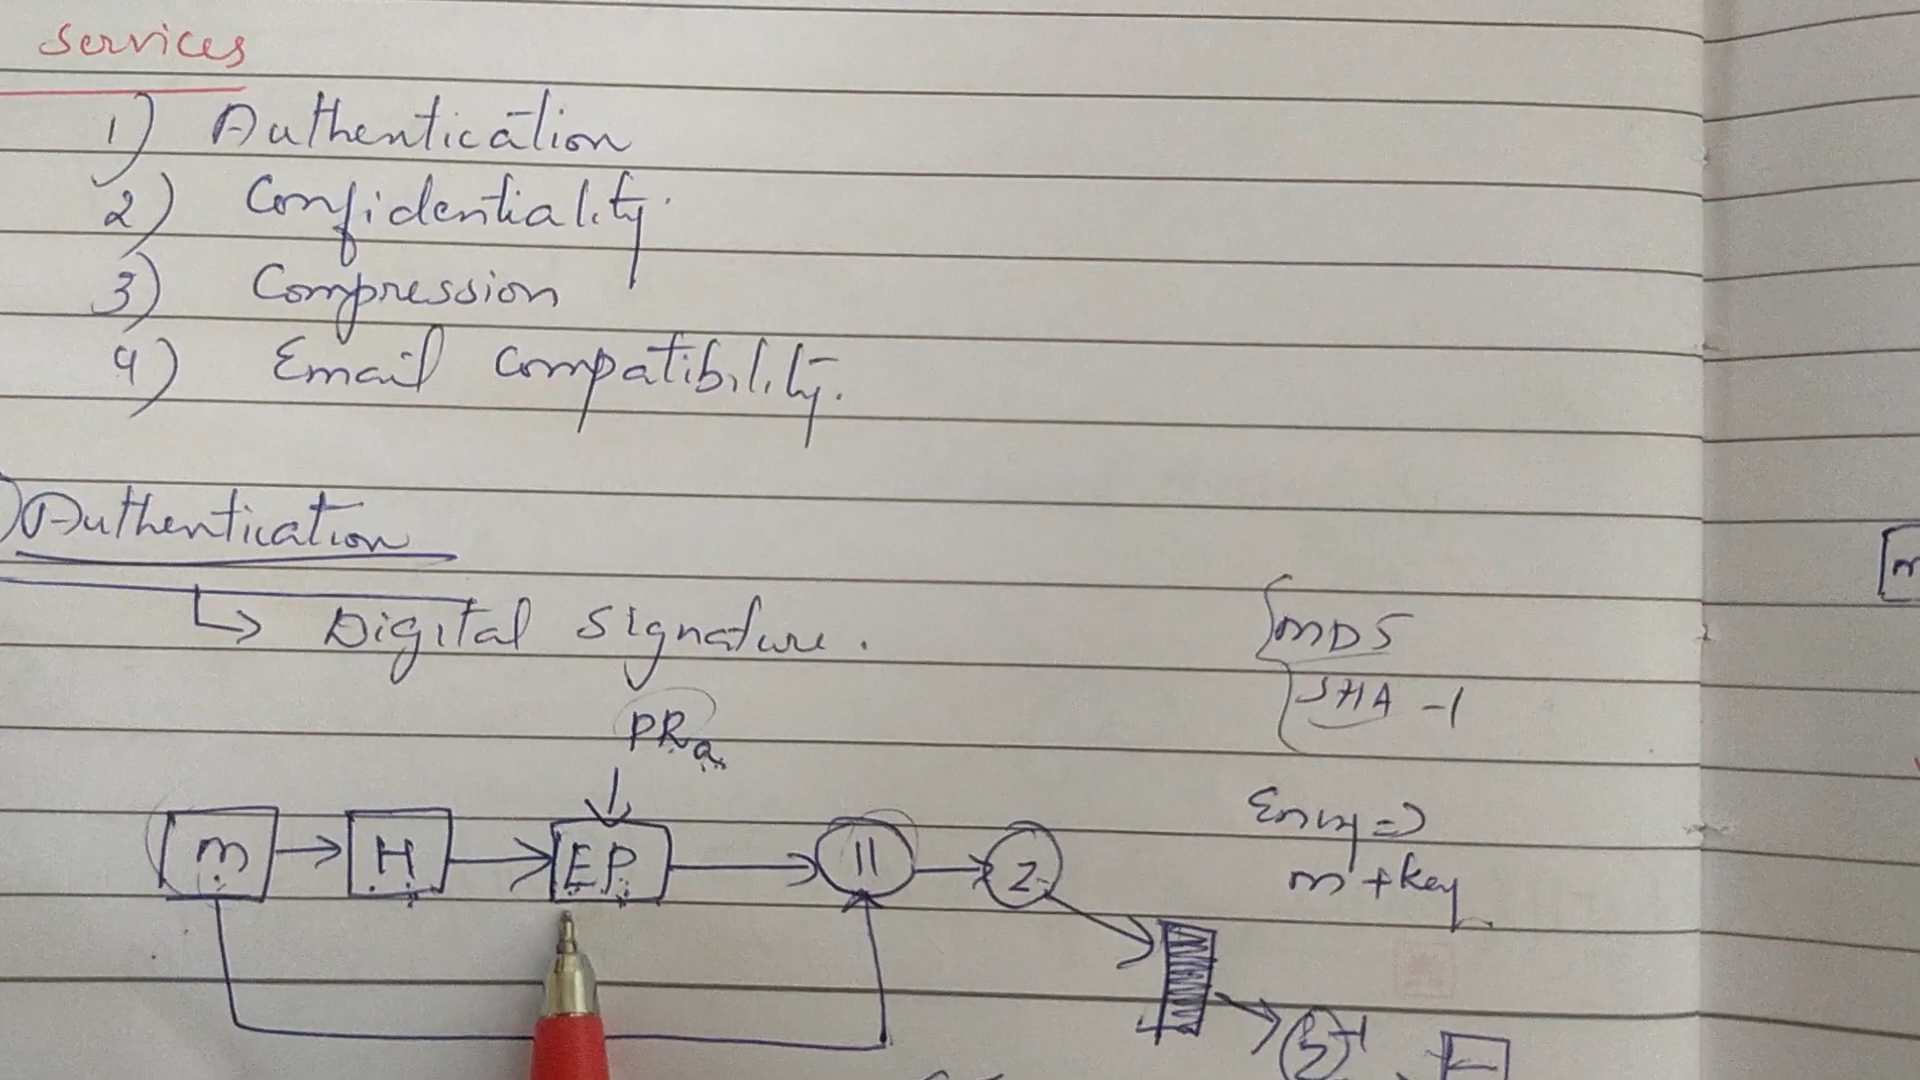 Services
1) Authentication
2) Confidentiality.
3) Compression
4) Email compatibility.
Authentication
↳ Digital Signature.
MD5
SHA -1
PRa
m → H → EP → || → Z
=>
m + key
Z-1
m